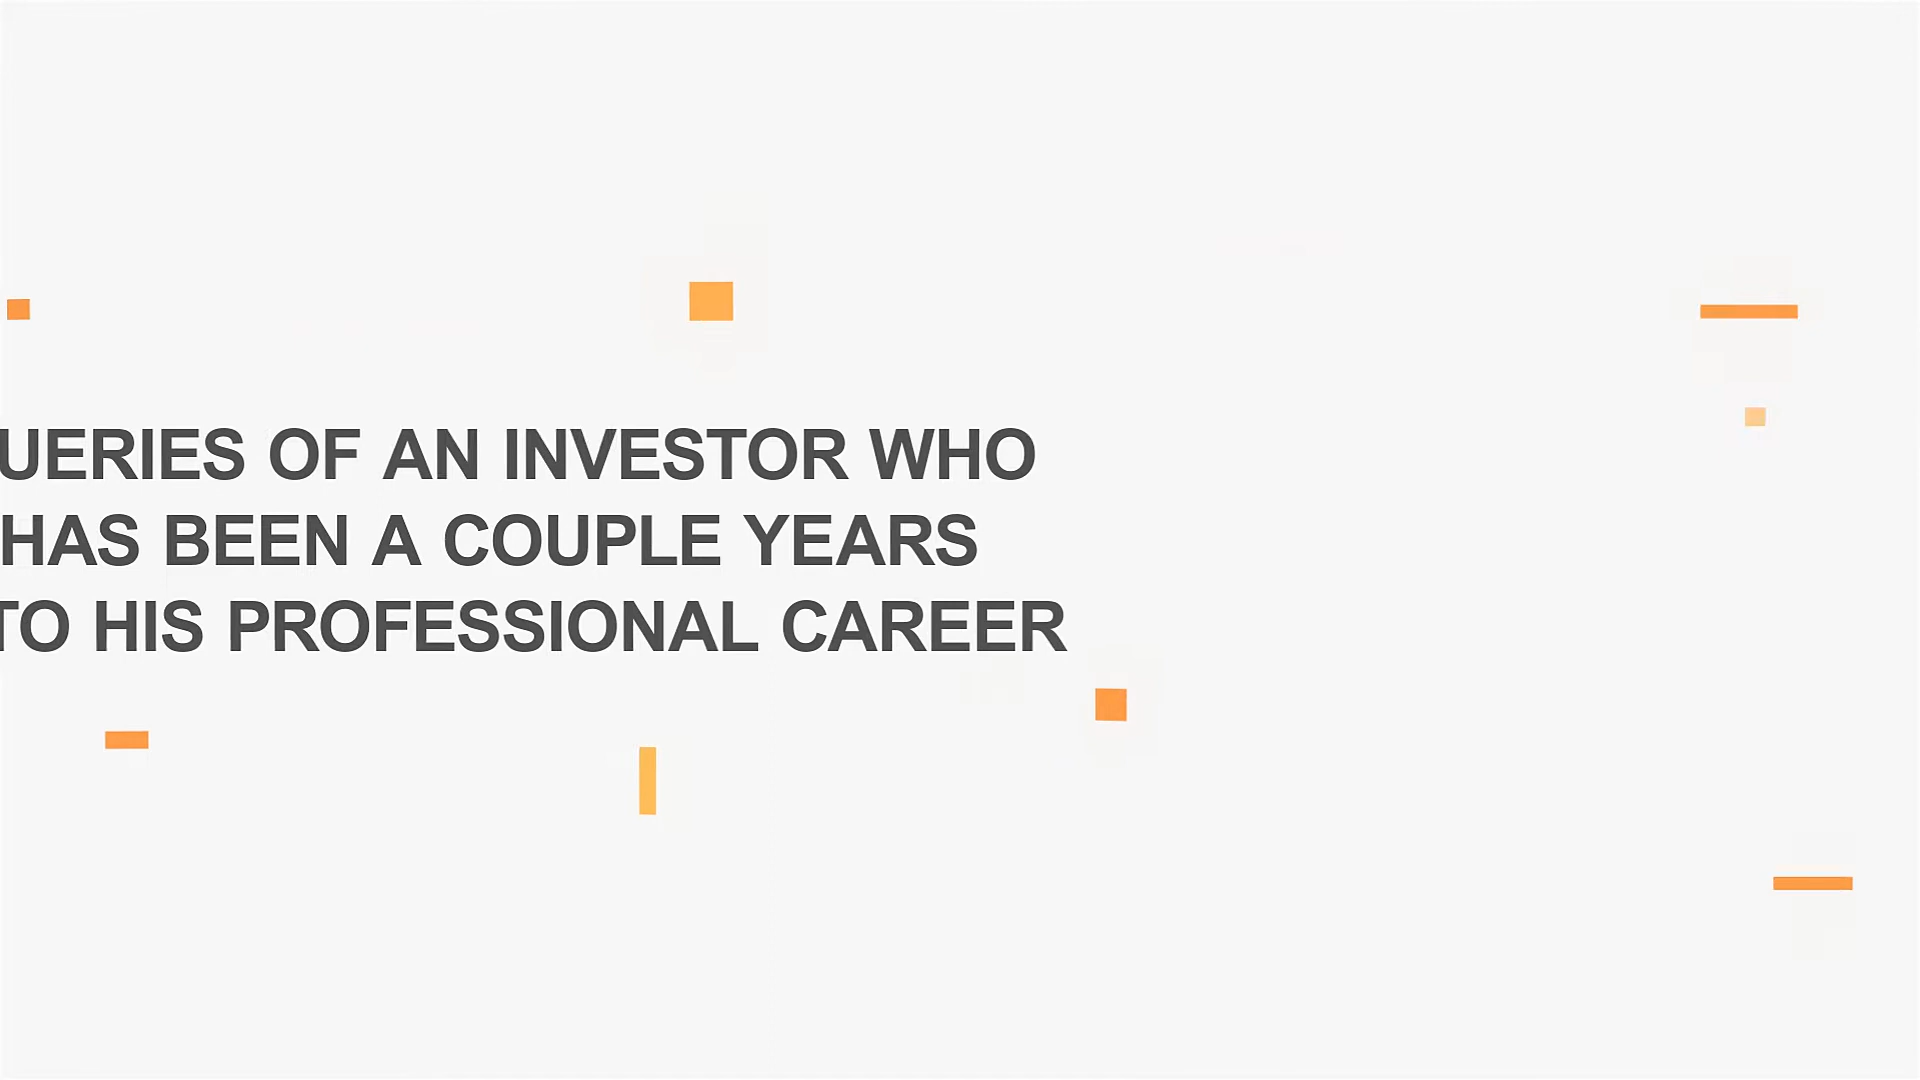 UERIES OF AN INVESTOR WHO
HAS BEEN A COUPLE YEARS
TO HIS PROFESSIONAL CAREER